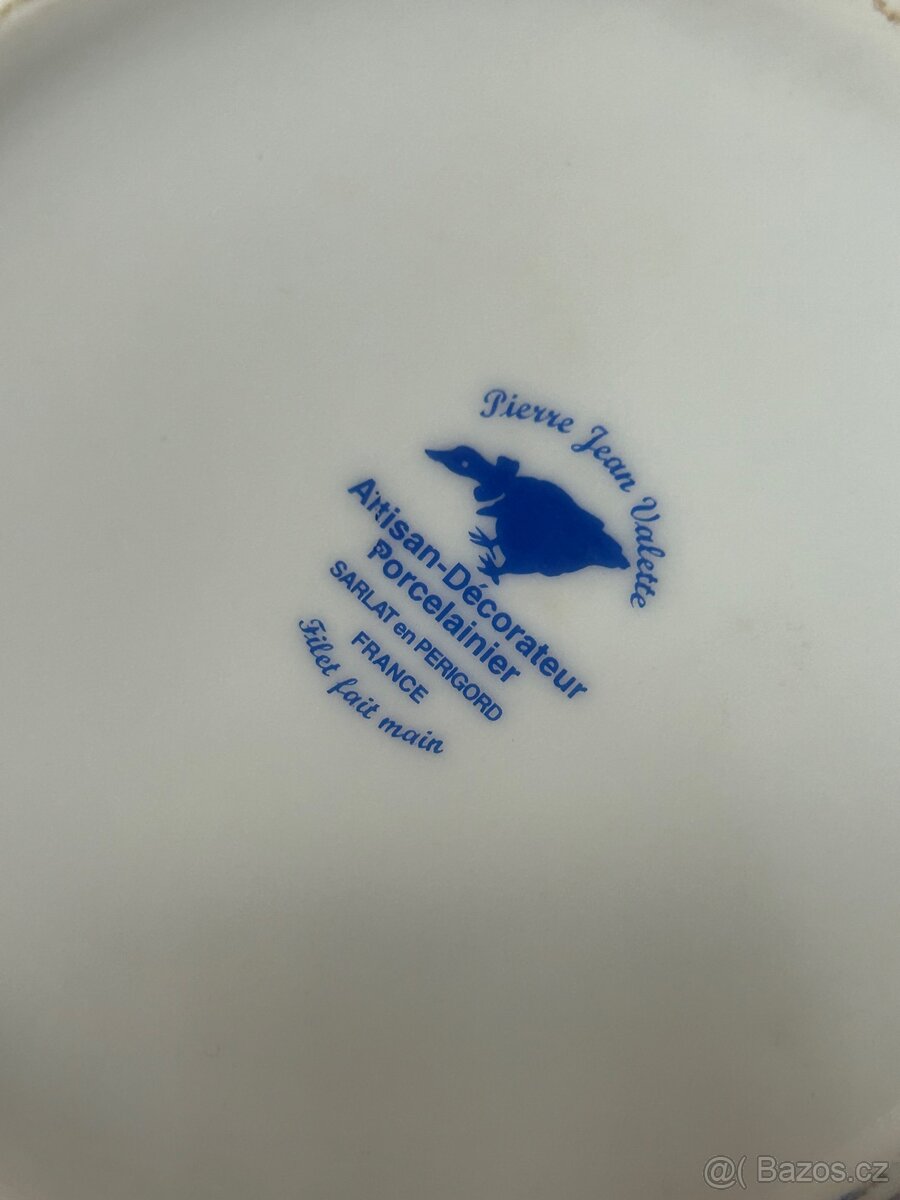 Pierre Jean Valette
Artisan-Décorateur
Porcelainier
SARLAT en PERIGORD
FRANCE
Filet fait main
@( Bazos.cz